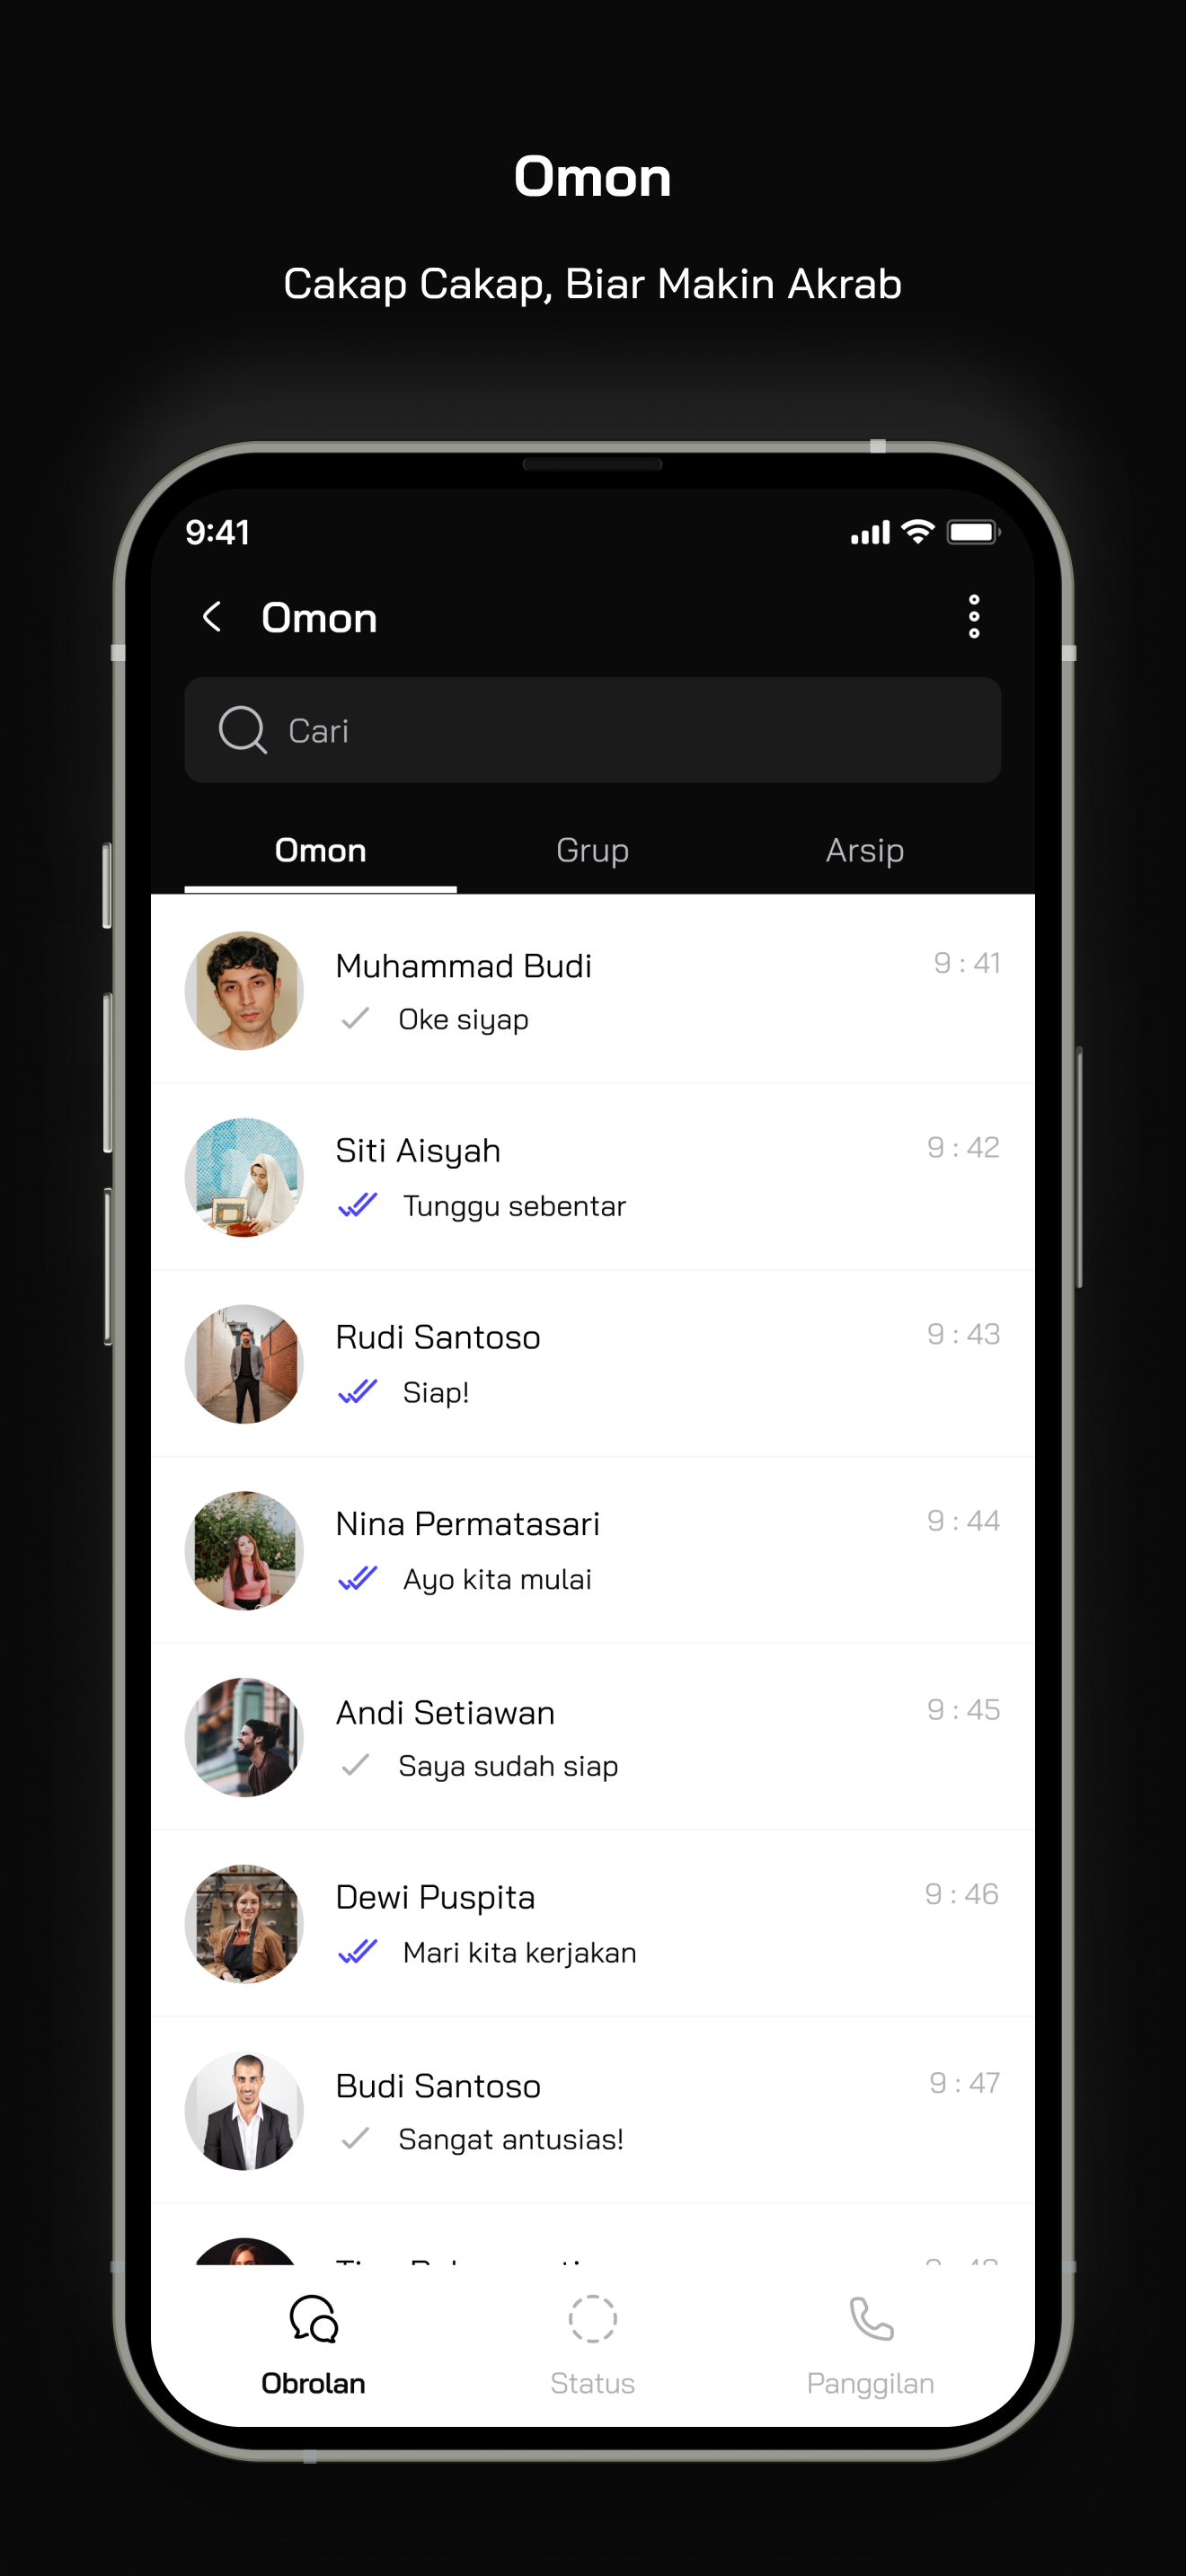 Omon
Cakap Cakap, Biar Makin Akrab
9:41
Omon
Cari
Omon Grup Arsip
Muhammad Budi 9 : 41
Oke siyap
Siti Aisyah 9 : 42
Tunggu sebentar
Rudi Santoso 9 : 43
Siap!
Nina Permatasari 9 : 44
Ayo kita mulai
Andi Setiawan 9 : 45
Saya sudah siap
Dewi Puspita 9 : 46
Mari kita kerjakan
Budi Santoso 9 : 47
Sangat antusias!
Obrolan Status Panggilan